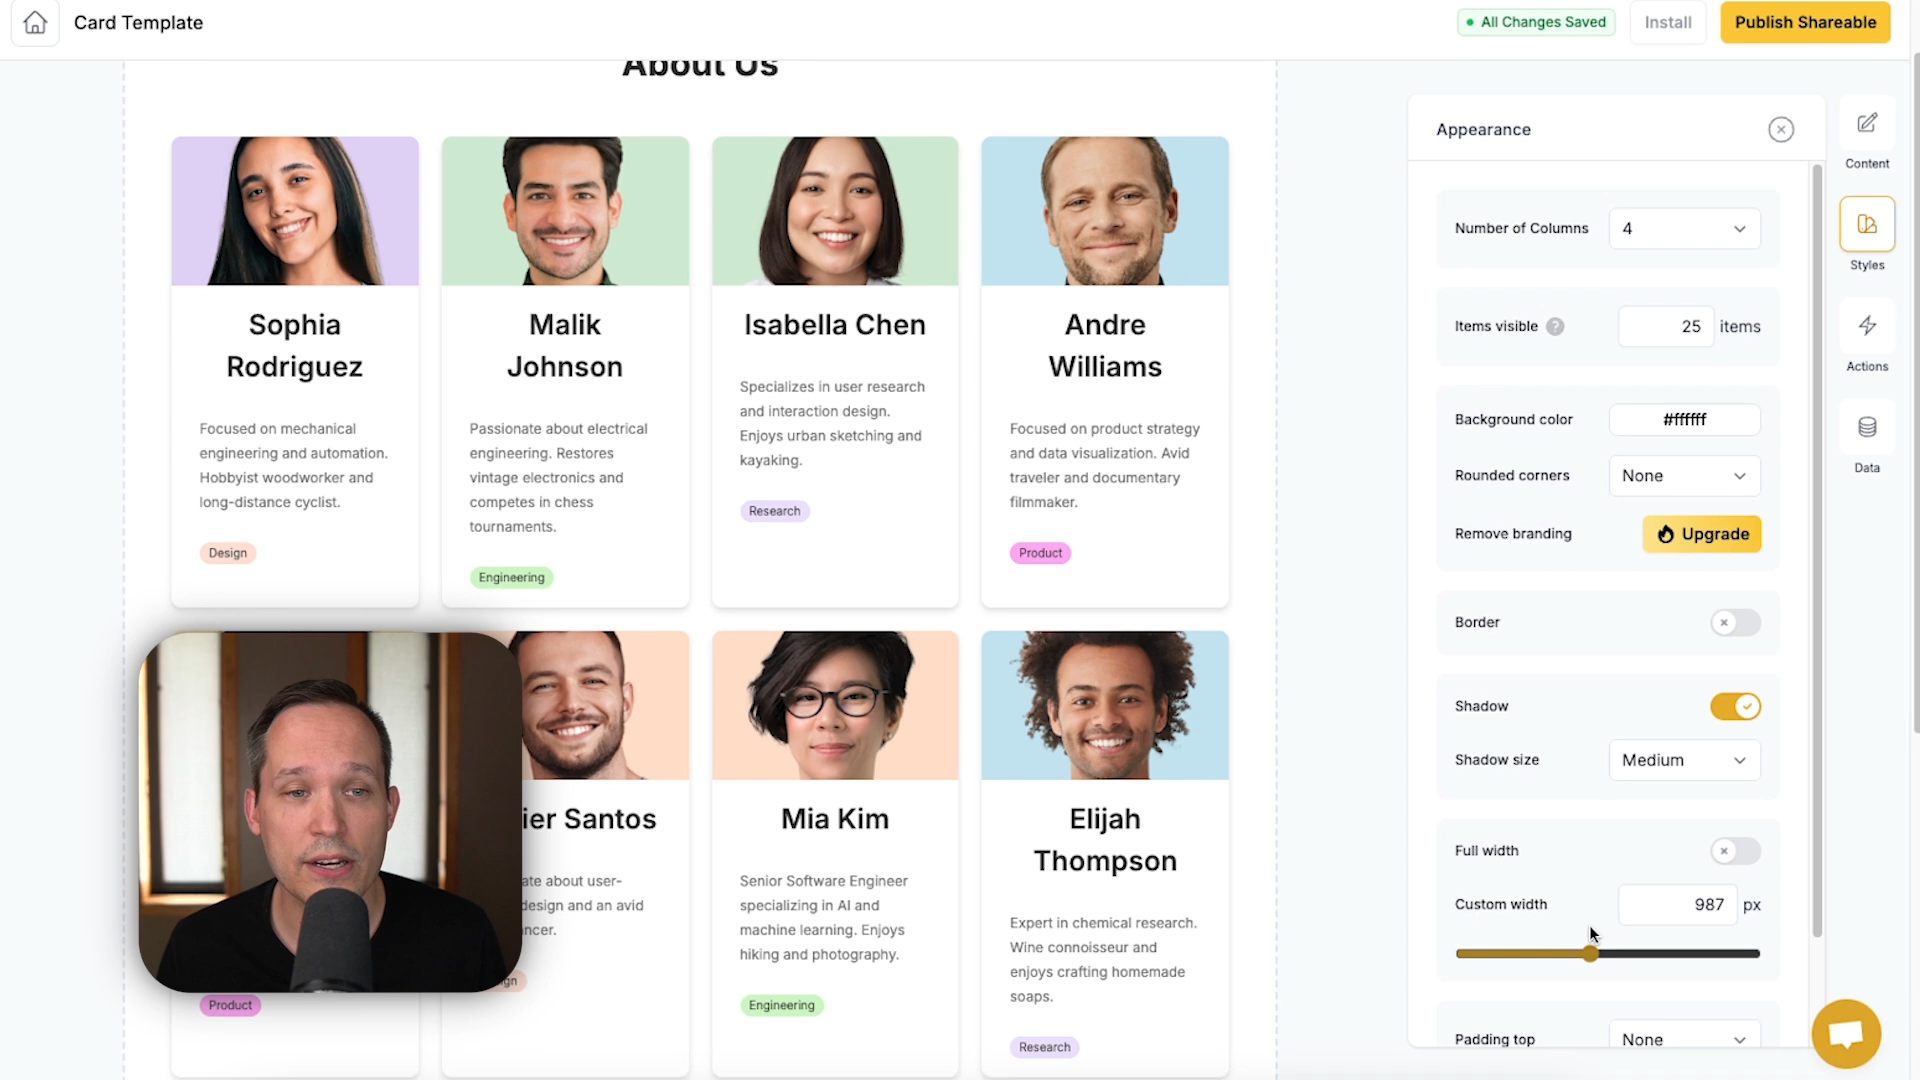 Card Template
All Changes Saved
Install
Publish Shareable
About Us
Sophia
Rodriguez
Focused on mechanical
engineering and automation.
Hobbyist woodworker and
long-distance cyclist.
Design
Malik
Johnson
Passionate about electrical
engineering. Restores
vintage electronics and
competes in chess
tournaments.
Engineering
Isabella Chen
Specializes in user research
and interaction design.
Enjoys urban sketching and
kayaking.
Research
Andre
Williams
Focused on product strategy
and data visualization. Avid
traveler and documentary
filmmaker.
Product
Product
ier Santos
ate about user-
design and an avid
ncer.
gn
Mia Kim
Senior Software Engineer
specializing in AI and
machine learning. Enjoys
hiking and photography.
Engineering
Elijah
Thompson
Expert in chemical research.
Wine connoisseur and
enjoys crafting homemade
soaps.
Research
Appearance
Number of Columns 4
Items visible ? 25 items
Background color #ffffff
Rounded corners None
Remove branding Upgrade
Border
Shadow
Shadow size Medium
Full width
Custom width 987 px
Padding top None
Content
Styles
Actions
Data